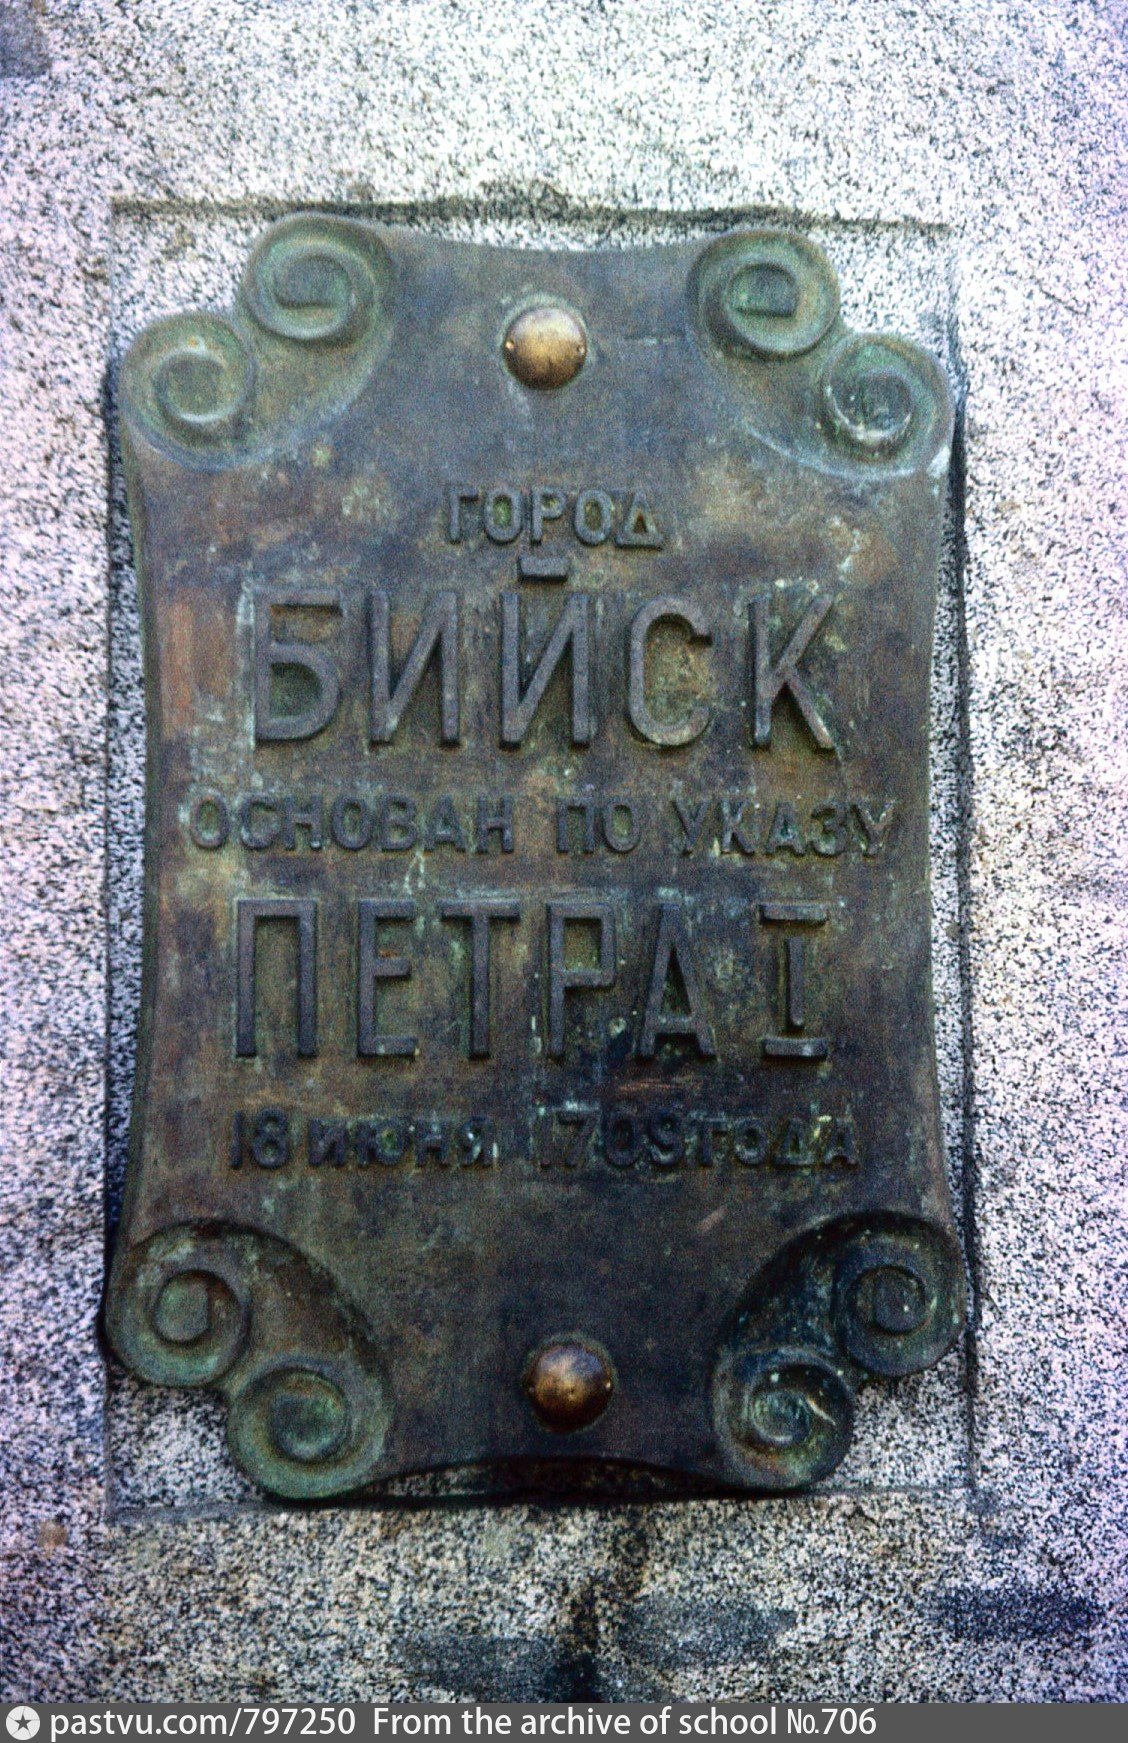 ГОРОД
БИЙСК
ОСНОВАН ПО УКАЗУ
ПЕТРА I
18 ИЮНЯ 1709 ГОДА
pastvu.com/797250 From the archive of school №706